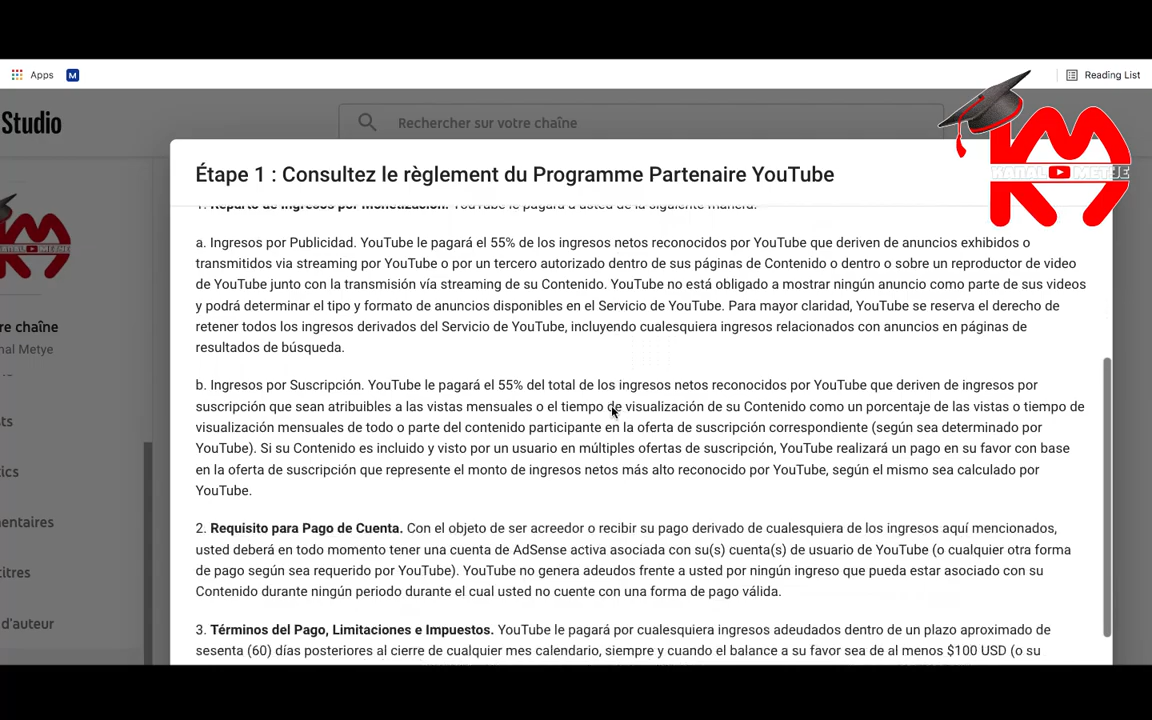 Apps
M
Reading List
Studio
Rechercher sur votre chaîne
KM
KANAL METJE
Étape 1 : Consultez le règlement du Programme Partenaire YouTube
1. Reparto de Ingresos por Monetización. YouTube le pagará a usted de la siguiente manera:
a. Ingresos por Publicidad. YouTube le pagará el 55% de los ingresos netos reconocidos por YouTube que deriven de anuncios exhibidos o
transmitidos via streaming por YouTube o por un tercero autorizado dentro de sus páginas de Contenido o dentro o sobre un reproductor de video
de YouTube junto con la transmisión vía streaming de su Contenido. YouTube no está obligado a mostrar ningún anuncio como parte de sus videos
y podrá determinar el tipo y formato de anuncios disponibles en el Servicio de YouTube. Para mayor claridad, YouTube se reserva el derecho de
retener todos los ingresos derivados del Servicio de YouTube, incluyendo cualesquiera ingresos relacionados con anuncios en páginas de
resultados de búsqueda.
b. Ingresos por Suscripción. YouTube le pagará el 55% del total de los ingresos netos reconocidos por YouTube que deriven de ingresos por
suscripción que sean atribuibles a las vistas mensuales o el tiempo de visualización de su Contenido como un porcentaje de las vistas o tiempo de
visualización mensuales de todo o parte del contenido participante en la oferta de suscripción correspondiente (según sea determinado por
YouTube). Si su Contenido es incluido y visto por un usuario en múltiples ofertas de suscripción, YouTube realizará un pago en su favor con base
en la oferta de suscripción que represente el monto de ingresos netos más alto reconocido por YouTube, según el mismo sea calculado por
YouTube.
2. Requisito para Pago de Cuenta. Con el objeto de ser acreedor o recibir su pago derivado de cualesquiera de los ingresos aquí mencionados,
usted deberá en todo momento tener una cuenta de AdSense activa asociada con su(s) cuenta(s) de usuario de YouTube (o cualquier otra forma
de pago según sea requerido por YouTube). YouTube no genera adeudos frente a usted por ningún ingreso que pueda estar asociado con su
Contenido durante ningún periodo durante el cual usted no cuente con una forma de pago válida.
3. Términos del Pago, Limitaciones e Impuestos. YouTube le pagará por cualesquiera ingresos adeudados dentro de un plazo aproximado de
sesenta (60) días posteriores al cierre de cualquier mes calendario, siempre y cuando el balance a su favor sea de al menos $100 USD (o su
re chaîne
nal Metye
ts
ics
entaires
titres
d'auteur